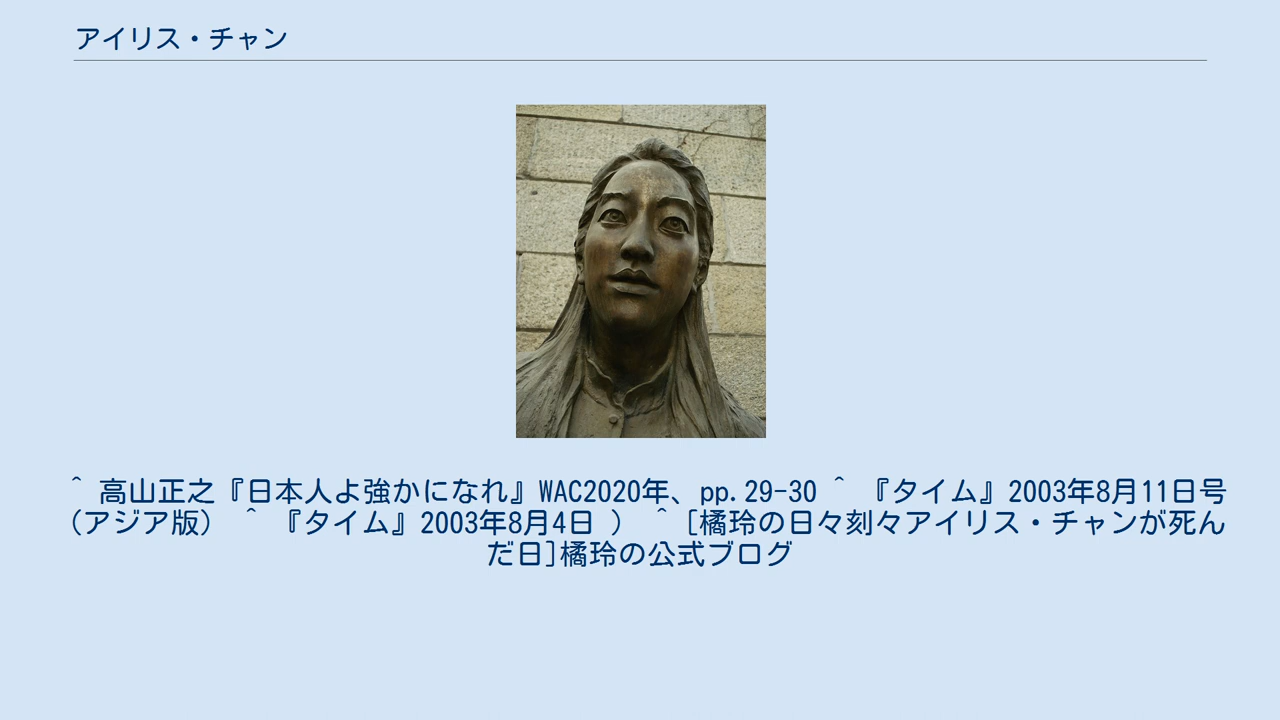 アイリス・チャン
^ 高山正之『日本人よ強かになれ』WAC2020年、pp.29-30 ^ 『タイム』2003年8月11日号
(アジア版) ^ 『タイム』2003年8月4日 ) ^ [橘玲の日々刻々アイリス・チャンが死ん
だ日]橘玲の公式ブログ